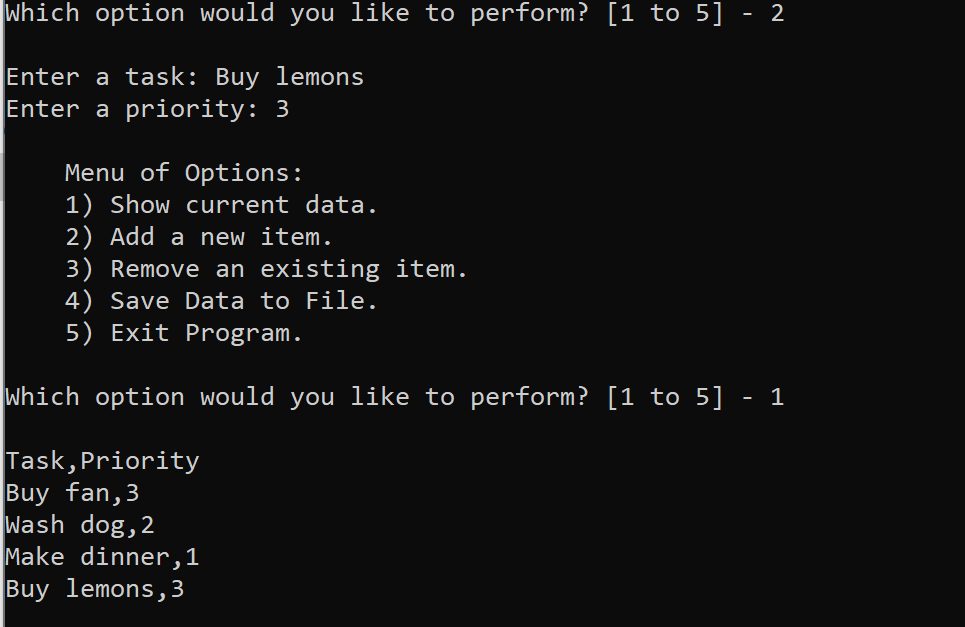 Which option would you like to perform? [1 to 5] - 2
Enter a task: Buy lemons
Enter a priority: 3
Menu of Options:
1) Show current data.
2) Add a new item.
3) Remove an existing item.
4) Save Data to File.
5) Exit Program.
Which option would you like to perform? [1 to 5] - 1
Task,Priority
Buy fan,3
Wash dog,2
Make dinner,1
Buy lemons,3